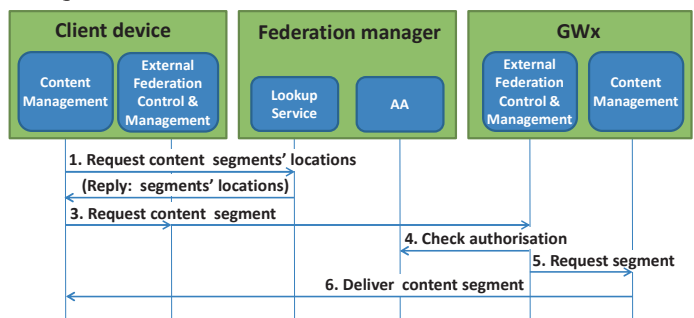 Client device
Federation manager
GWx
Content
Management
External
Federation
Control &
Management
Lookup
Service
AA
External
Federation
Control &
Management
Content
Management
1. Request content segments’ locations
(Reply: segments’ locations)
3. Request content segment
4. Check authorisation
5. Request segment
6. Deliver content segment